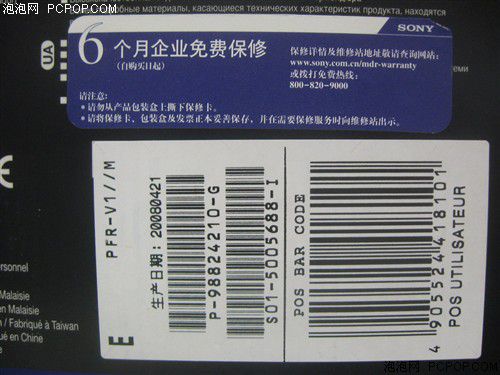 泡泡网 PCPOP.COM
обные материалы, касающиеся технических характеристик продукта, находятся
UA
SONY
6个月企业免费保修
(自购买日起)
保修详情及维修站地址敬请查询网站:
www.sony.com.cn/mdr-warranty
或拨打免费热线:
800-820-9000
请注意:
• 请勿从产品包装盒上撕下保修卡。
• 请将保修卡、包装盒及发票正本妥善保存,并在需要保修服务时向维修站出示。
PFR-V1//M
E
生产日期: 20080421
P-98824210-G
S01-5005688-I
POS BAR CODE
4 905524 418101
POS UTILISATEUR
CE
ersonnel
Malaisie
en Malaisie
n / Fabriqué à Taiwan
qué en Chine
泡泡网 PCPOP.COM